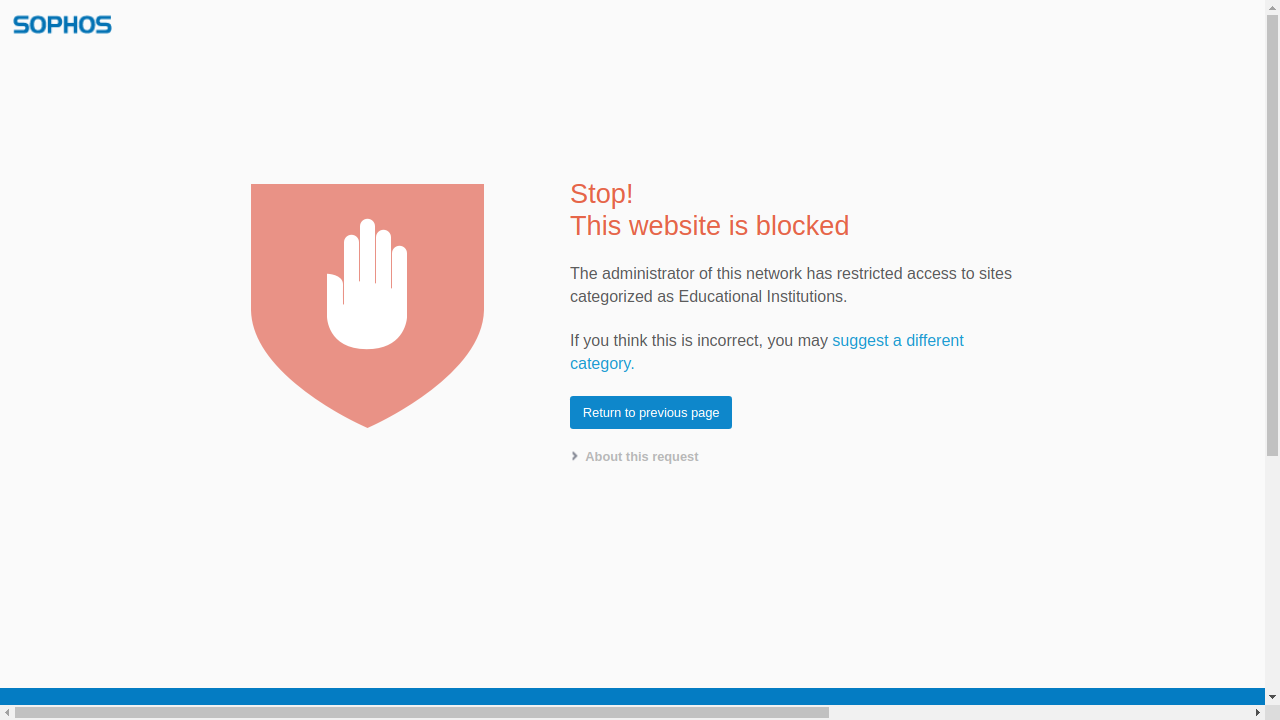 SOPHOS
Stop!
This website is blocked
The administrator of this network has restricted access to sites
categorized as Educational Institutions.
If you think this is incorrect, you may suggest a different
category.
Return to previous page
About this request